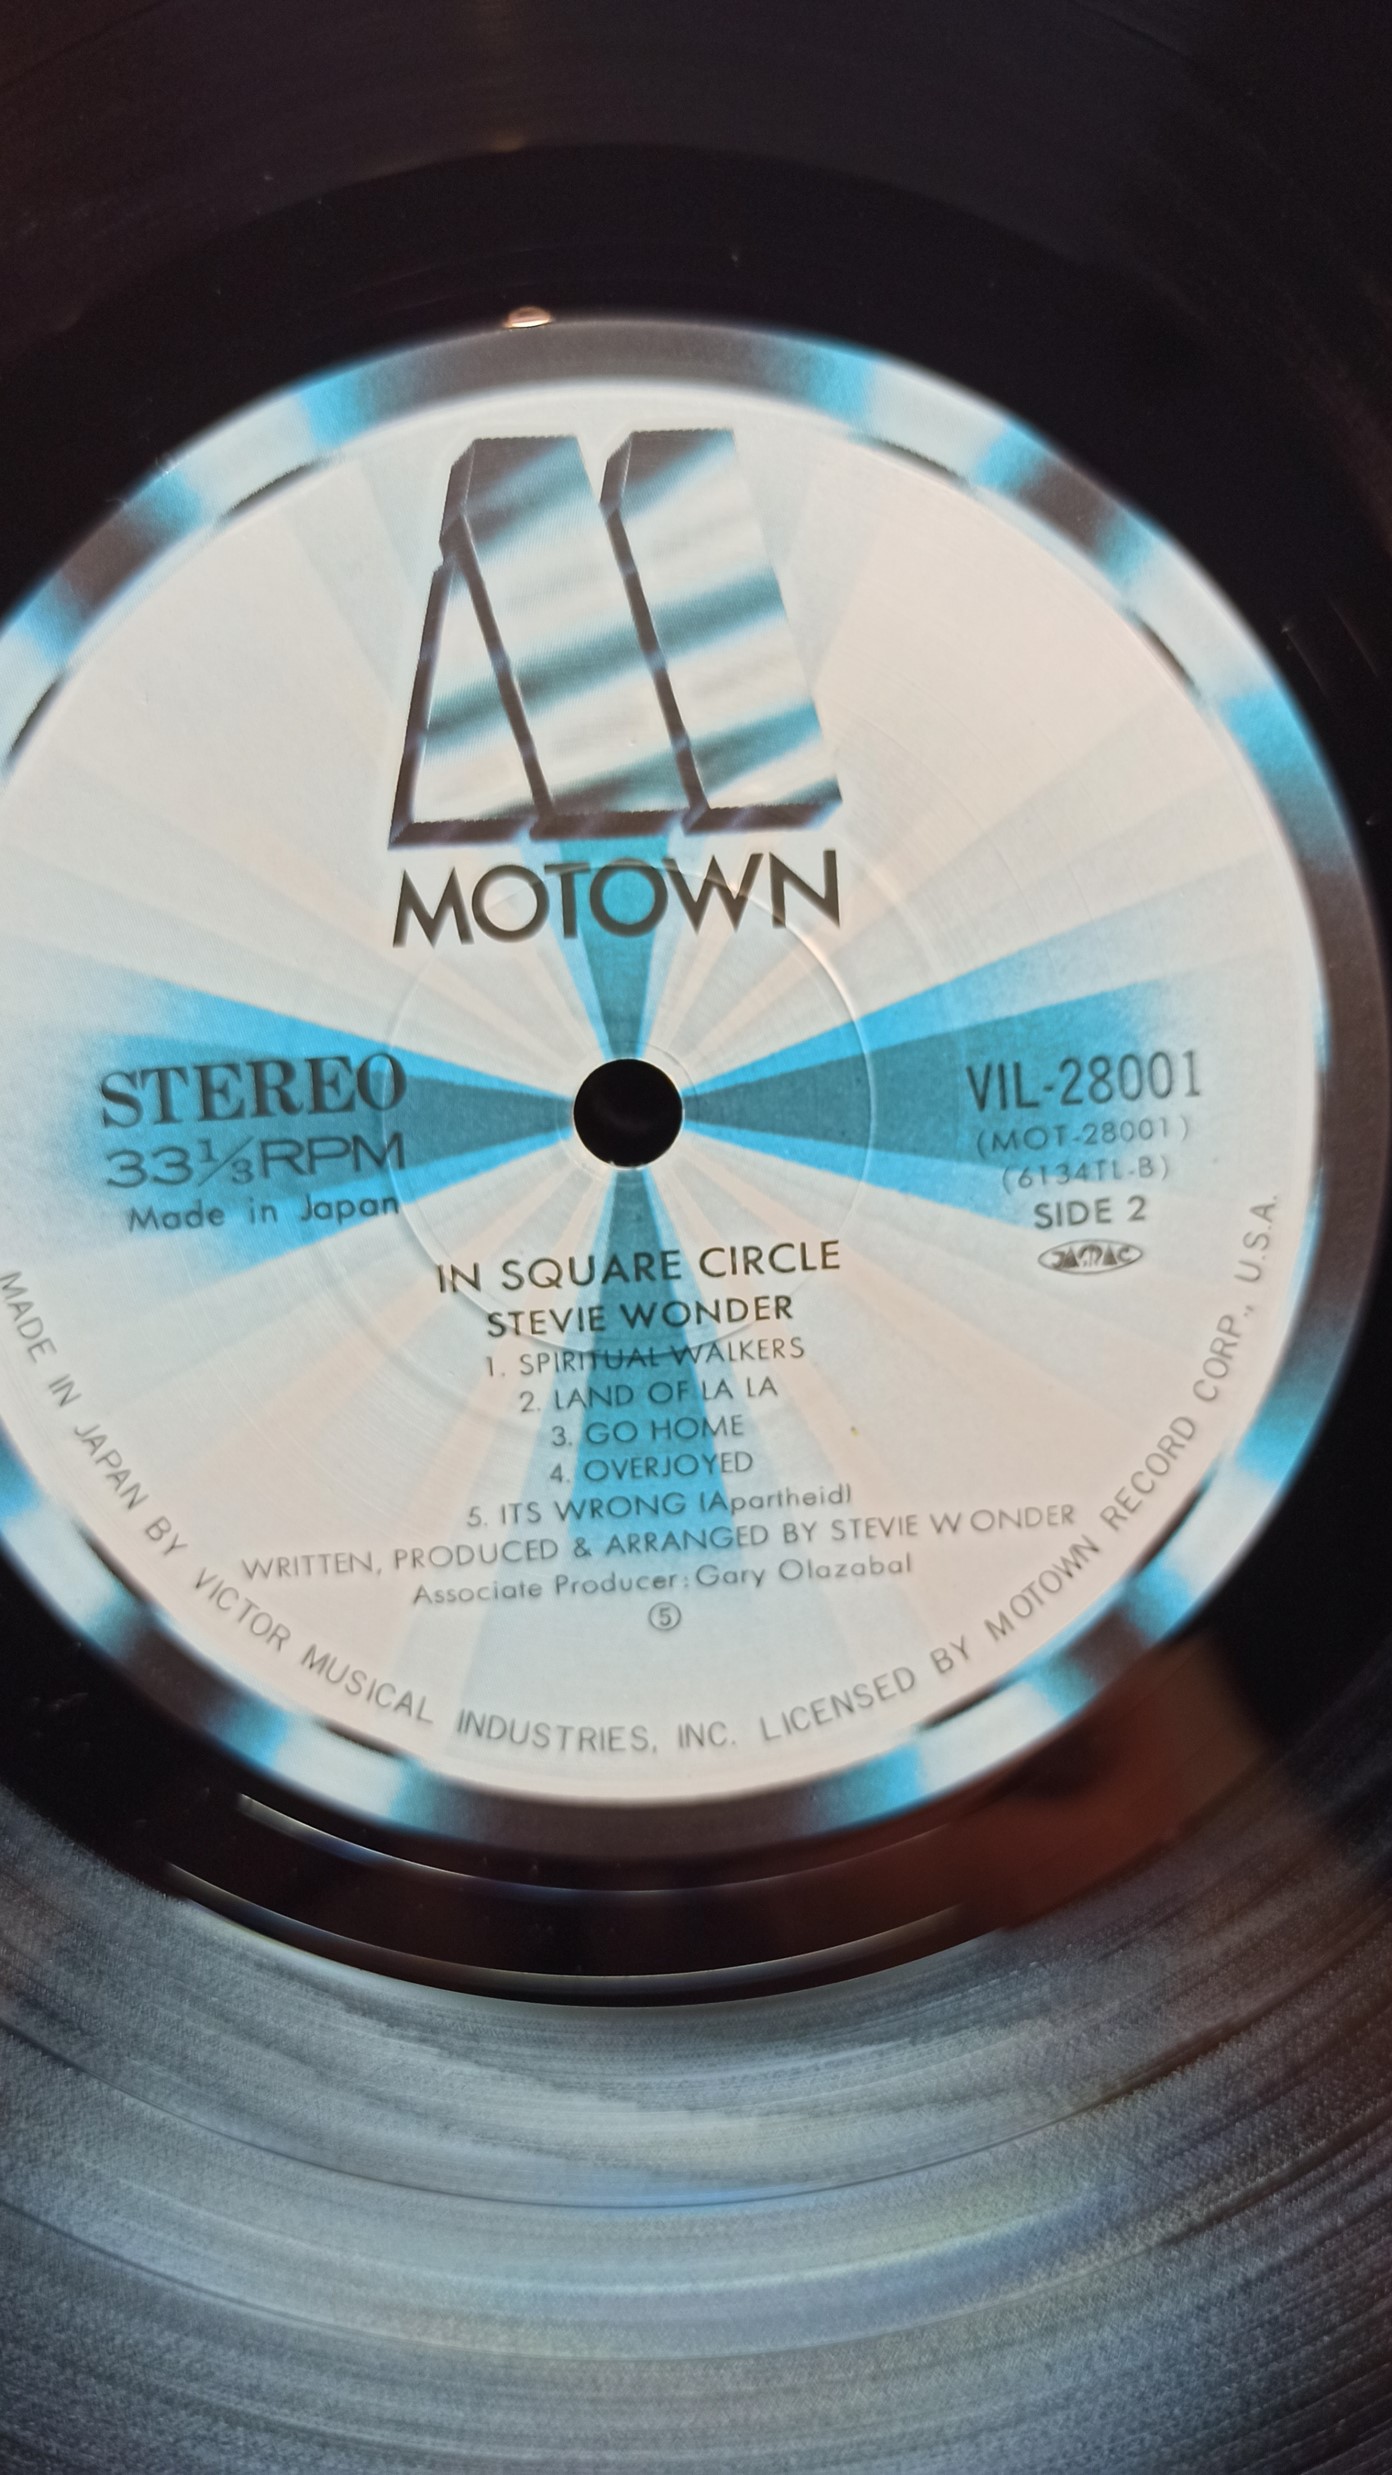 MOTOWN
STEREO
33⅓RPM
Made in Japan
VIL-28001
(MOT-28001)
(6134TL-B)
SIDE 2
JASRAC
IN SQUARE CIRCLE
STEVIE WONDER
1. SPIRITUAL WALKERS
2. LAND OF LA LA
3. GO HOME
4. OVERJOYED
5. ITS WRONG (Apartheid)
WRITTEN, PRODUCED & ARRANGED BY STEVIE WONDER
Associate Producer: Gary Olazabal
⑤
MADE IN JAPAN BY VICTOR MUSICAL INDUSTRIES, INC. LICENSED BY MOTOWN RECORD CORP., U.S.A.